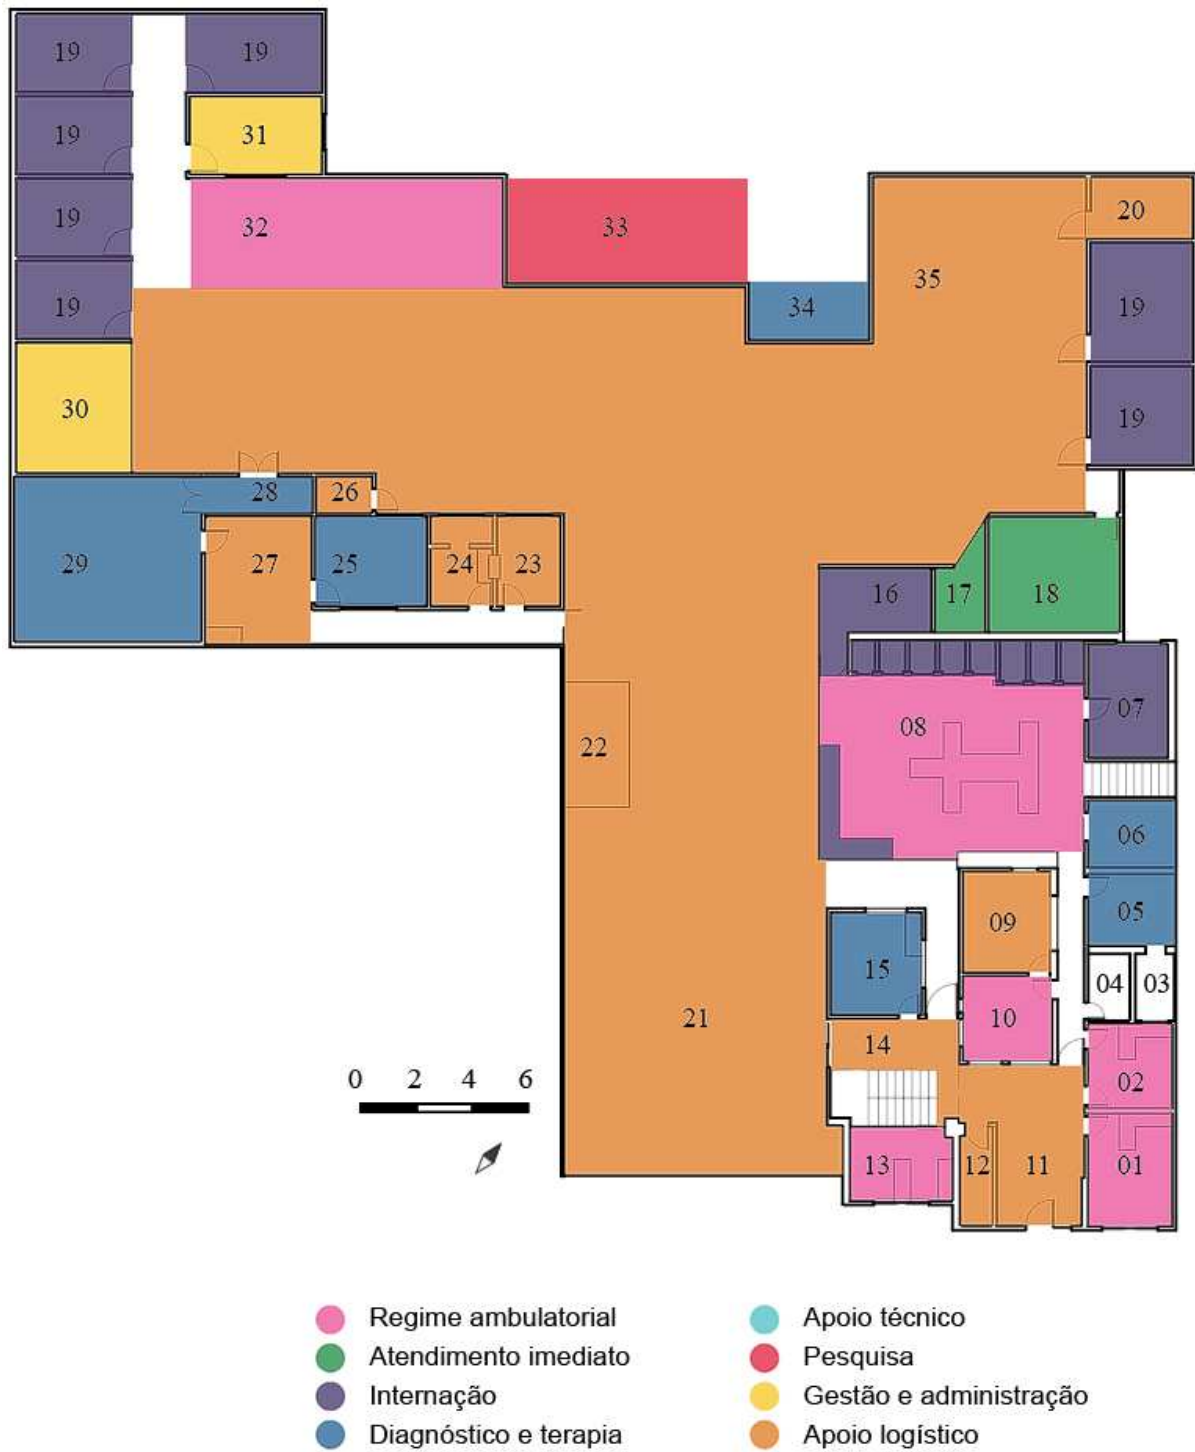 19 19
19 31
19 32 33 20
35
19 34 19
30 19
28 26
29 27 25 24 23 16 17 18
08 07
22
06
09 05
15 04 03
21 10
14
02
0 2 4 6
13 12 11 01
Regime ambulatorial
Atendimento imediato
Internação
Diagnóstico e terapia
Apoio técnico
Pesquisa
Gestão e administração
Apoio logístico